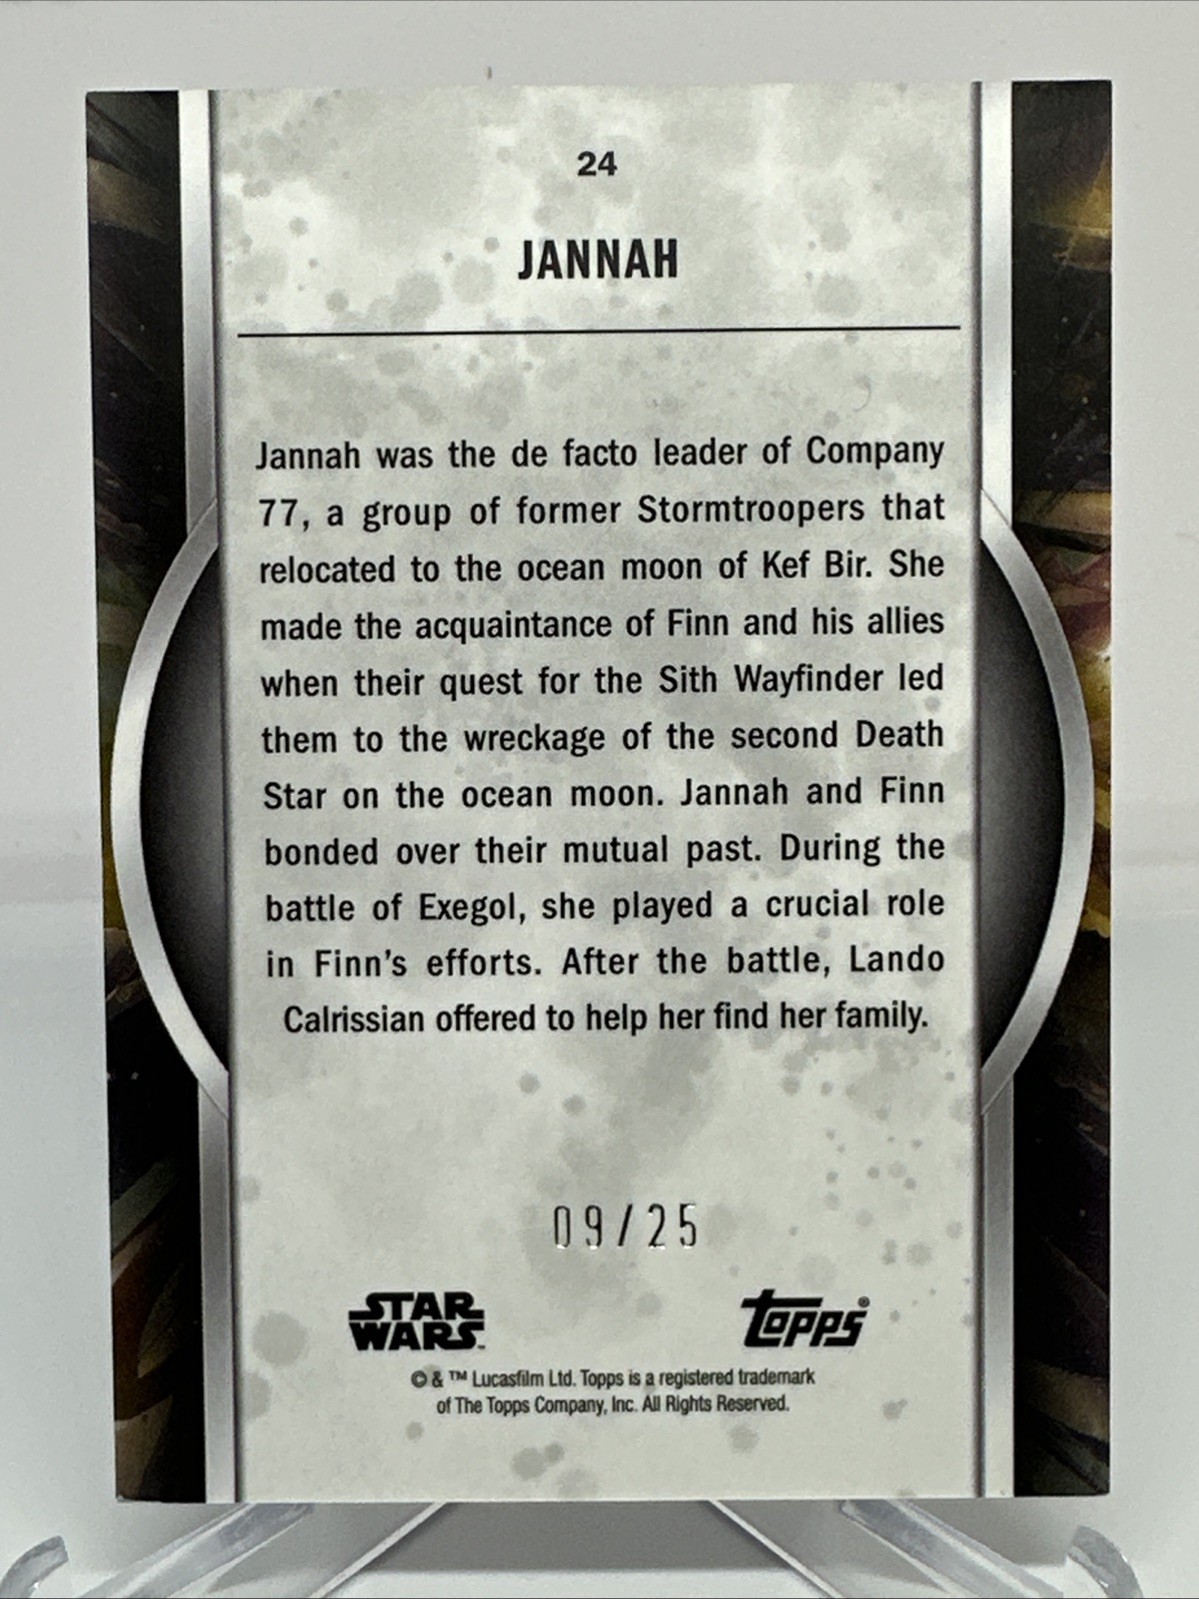 24
JANNAH
Jannah was the de facto leader of Company
77, a group of former Stormtroopers that
relocated to the ocean moon of Kef Bir. She
made the acquaintance of Finn and his allies
when their quest for the Sith Wayfinder led
them to the wreckage of the second Death
Star on the ocean moon. Jannah and Finn
bonded over their mutual past. During the
battle of Exegol, she played a crucial role
in Finn's efforts. After the battle, Lando
Calrissian offered to help her find her family.
09/25
STAR WARS™ Topps®
© & ™ Lucasfilm Ltd. Topps is a registered trademark
of The Topps Company, Inc. All Rights Reserved.